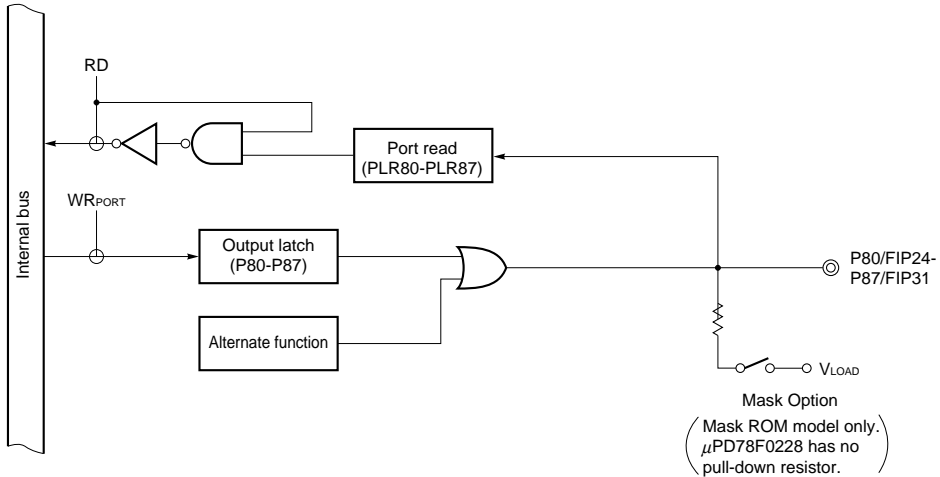 RD
Port read
(PLR80-PLR87)
Internal bus
WRPORT
Output latch
(P80-P87)
P80/FIP24-
P87/FIP31
Alternate function
VLOAD
Mask Option
Mask ROM model only.
μPD78F0228 has no
pull-down resistor.